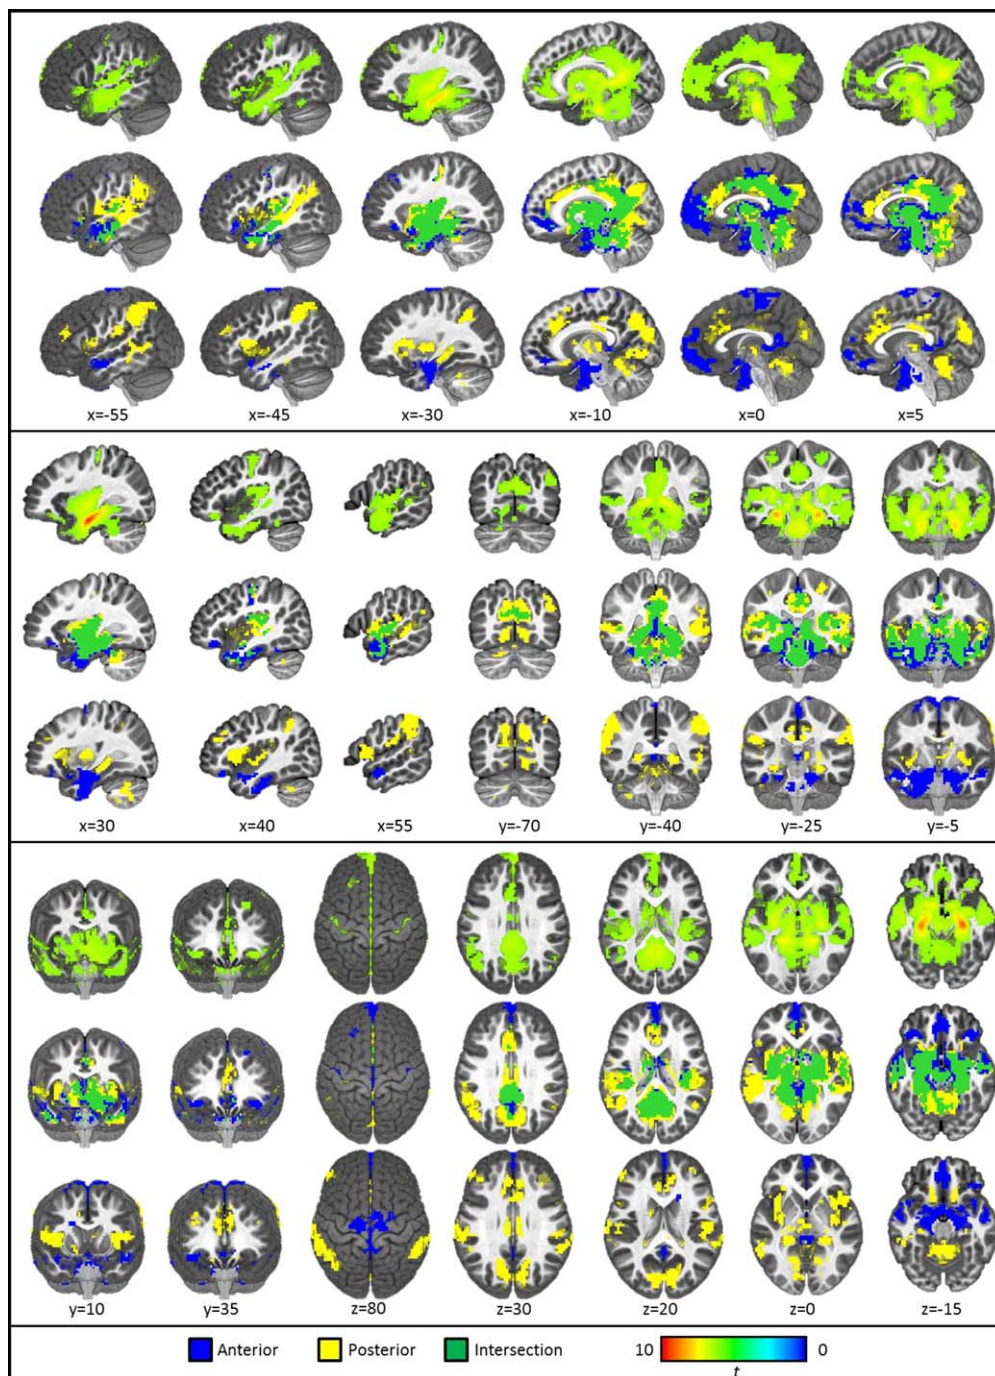 x=-55 x=-45 x=-30 x=-10 x=0 x=5
x=30 x=40 x=55 y=-70 y=-40 y=-25 y=-5
y=10 y=35 z=80 z=30 z=20 z=0 z=-15
Anterior Posterior Intersection 10 0
t